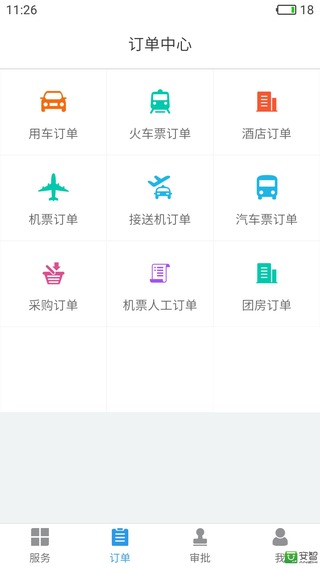 11:26
18
订单中心
用车订单
火车票订单
酒店订单
机票订单
接送机订单
汽车票订单
采购订单
机票人工订单
团房订单
服务
订单
审批
我
安智